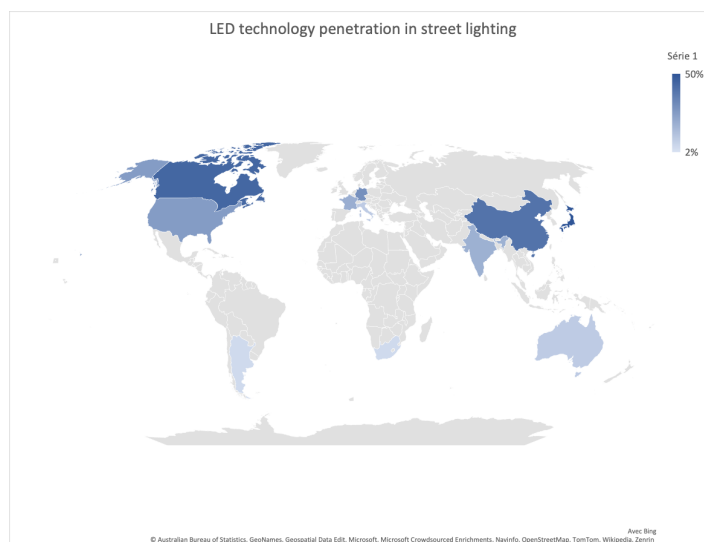 LED technology penetration in street lighting
Série 1
50%
2%
Avec Bing
© Australian Bureau of Statistics, GeoNames, Geospatial Data Edit, Microsoft, Microsoft Crowdsourced Enrichments, Navinfo, OpenStreetMap, TomTom, Wikipedia, Zenrin